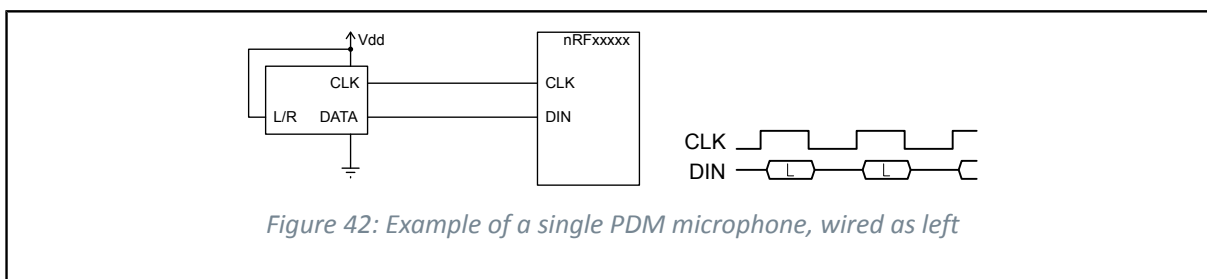 Vdd
nRFxxxxx
CLK
CLK
L/R DATA
DIN
CLK
DIN L L
Figure 42: Example of a single PDM microphone, wired as left